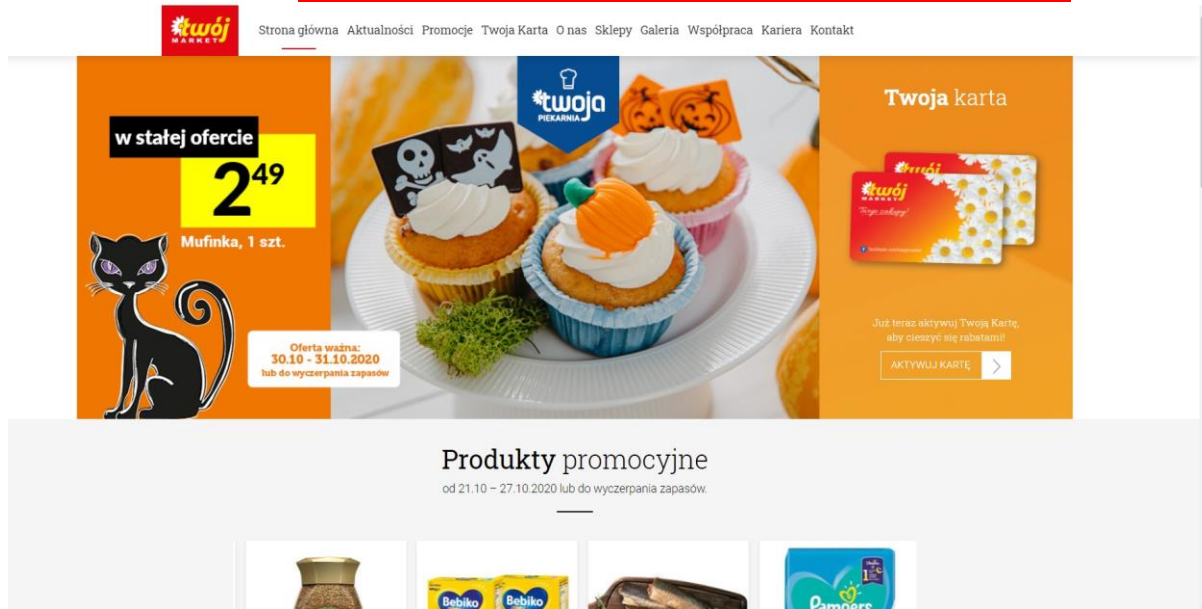 twój
MARKET
Strona główna Aktualności Promocje Twoja Karta O nas Sklepy Galeria Współpraca Kariera Kontakt
w stałej ofercie
2 49
Mufinka, 1 szt.
Oferta ważna:
30.10 - 31.10.2020
lub do wyczerpania zapasów
twoja
PIEKARNIA
Twoja karta
twój
twój
MARKET
Twoje zakupy!
Już teraz aktywuj Twoją Kartę,
aby cieszyć się rabatami!
AKTYWUJ KARTĘ
Produkty promocyjne
od 21.10 – 27.10.2020 lub do wyczerpania zapasów.
Bebiko
Bebiko
Pampers